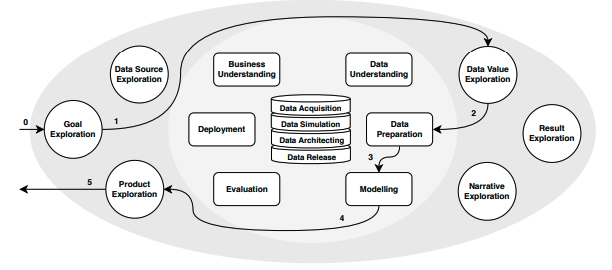 Business
Understanding
Data
Understanding
Data Source
Exploration
Data Value
Exploration
0
Goal
Exploration
1
2
Data Acquisition
Data Simulation
Data Architecting
Data Release
Deployment
Data
Preparation
Result
Exploration
3
5
Product
Exploration
Evaluation
Modelling
Narrative
Exploration
4